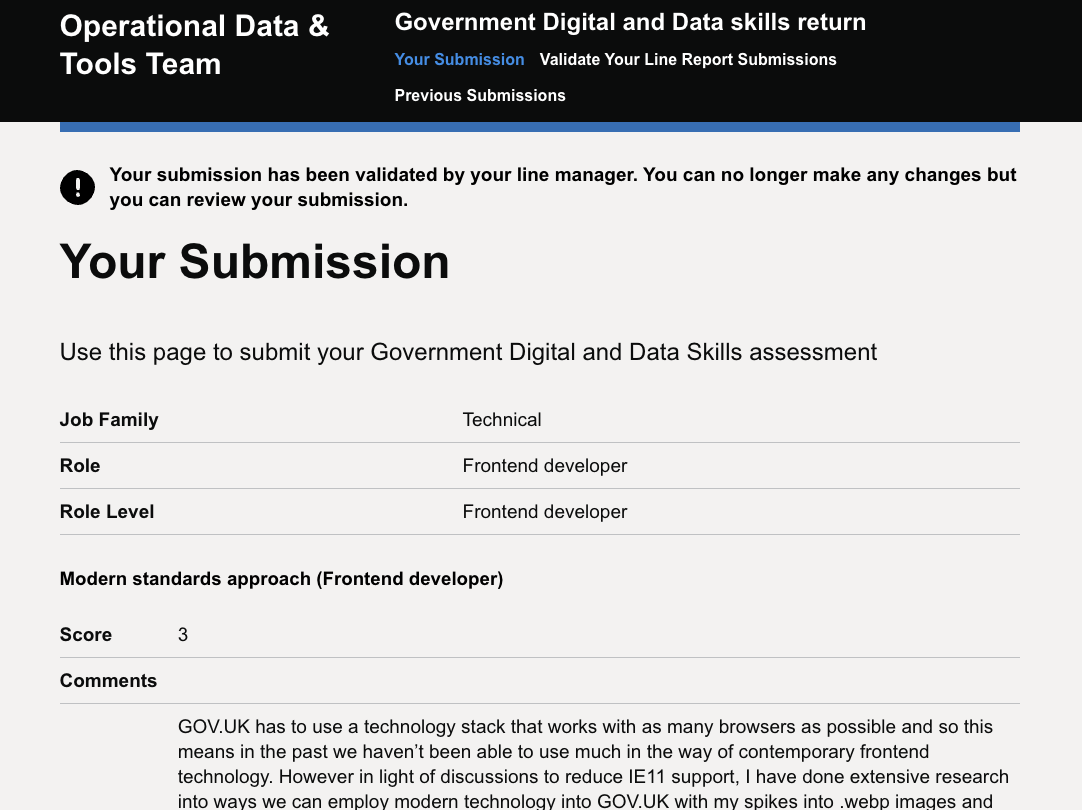 Operational Data &
Tools Team
Government Digital and Data skills return
Your Submission Validate Your Line Report Submissions
Previous Submissions
Your submission has been validated by your line manager. You can no longer make any changes but
you can review your submission.
Your Submission
Use this page to submit your Government Digital and Data Skills assessment
Job Family Technical
Role Frontend developer
Role Level Frontend developer
Modern standards approach (Frontend developer)
Score 3
Comments
GOV.UK has to use a technology stack that works with as many browsers as possible and so this
means in the past we haven’t been able to use much in the way of contemporary frontend
technology. However in light of discussions to reduce IE11 support, I have done extensive research
into ways we can employ modern technology into GOV.UK with my spikes into .webp images and